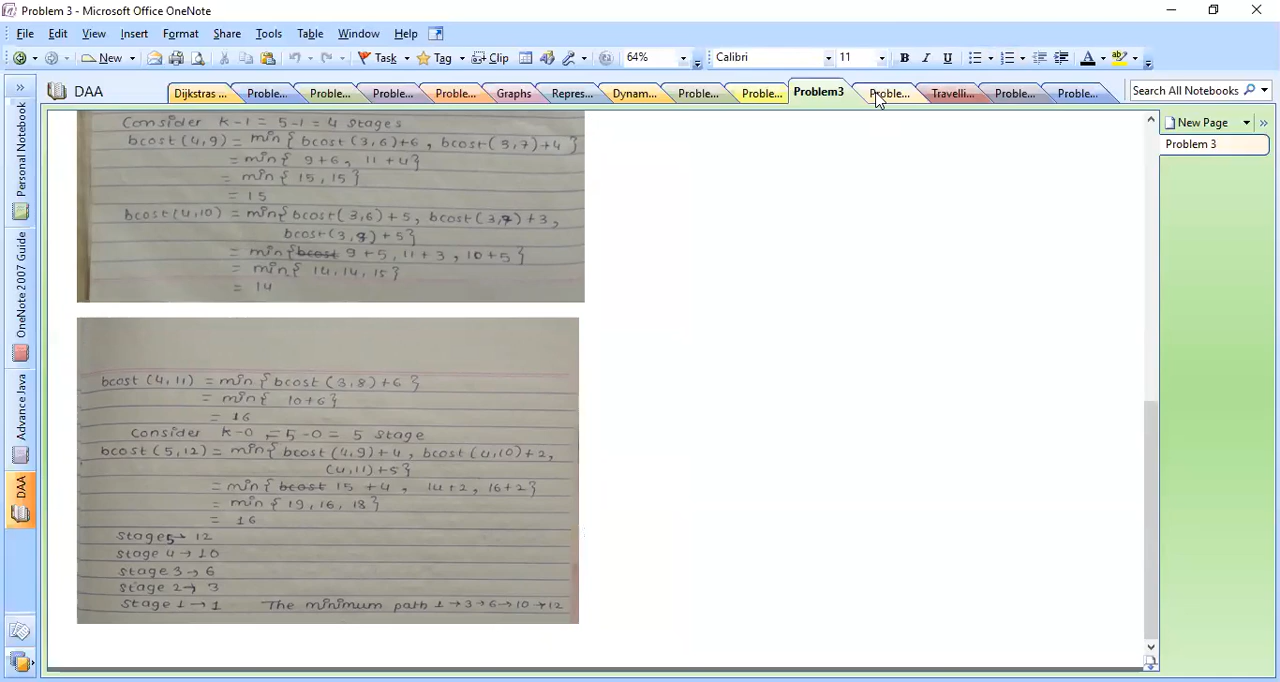 Problem 3 - Microsoft Office OneNote
File Edit View Insert Format Share Tools Table Window Help
New Task Tag Clip 64% Calibri 11 B I U A ab
DAA Dijkstras ... Proble... Proble... Proble... Proble... Graphs Repres... Dynam... Proble... Proble... Problem3 Proble... Travelli... Proble... Proble... Search All Notebooks
New Page
Problem 3
Personal Notebook
OneNote 2007 Guide
Advanced Java
DAA
Consider k-1 = 5-1 = 4 stages
bcost(4,9) = min{ bcost(3,6)+6 , bcost(3,7)+4 }
= min{ 9+6, 11+4}
= min{ 15, 15}
= 15
bcost(4,10) = min{ bcost(3,6)+5, bcost(3,7)+3,
bcost(3,8)+5}
= min{bcost 9+5, 11+3, 10+5}
= min{ 14, 14, 15}
= 14
bcost (4,11) = min{ bcost (3,8)+6 }
= min{ 10+6}
= 16
Consider k-0 = 5-0 = 5 stage
bcost (5,12) = min{ bcost(4,9)+4, bcost(4,10)+2,
(4,11)+5}
= min{ bcost 15 +4, 14+2, 16+2}
= min{ 19, 16, 18}
= 16
stage5→ 12
stage 4 → 10
stage 3 → 6
stage 2 → 3
stage 1 → 1 The minimum path 1→3→6→10→12